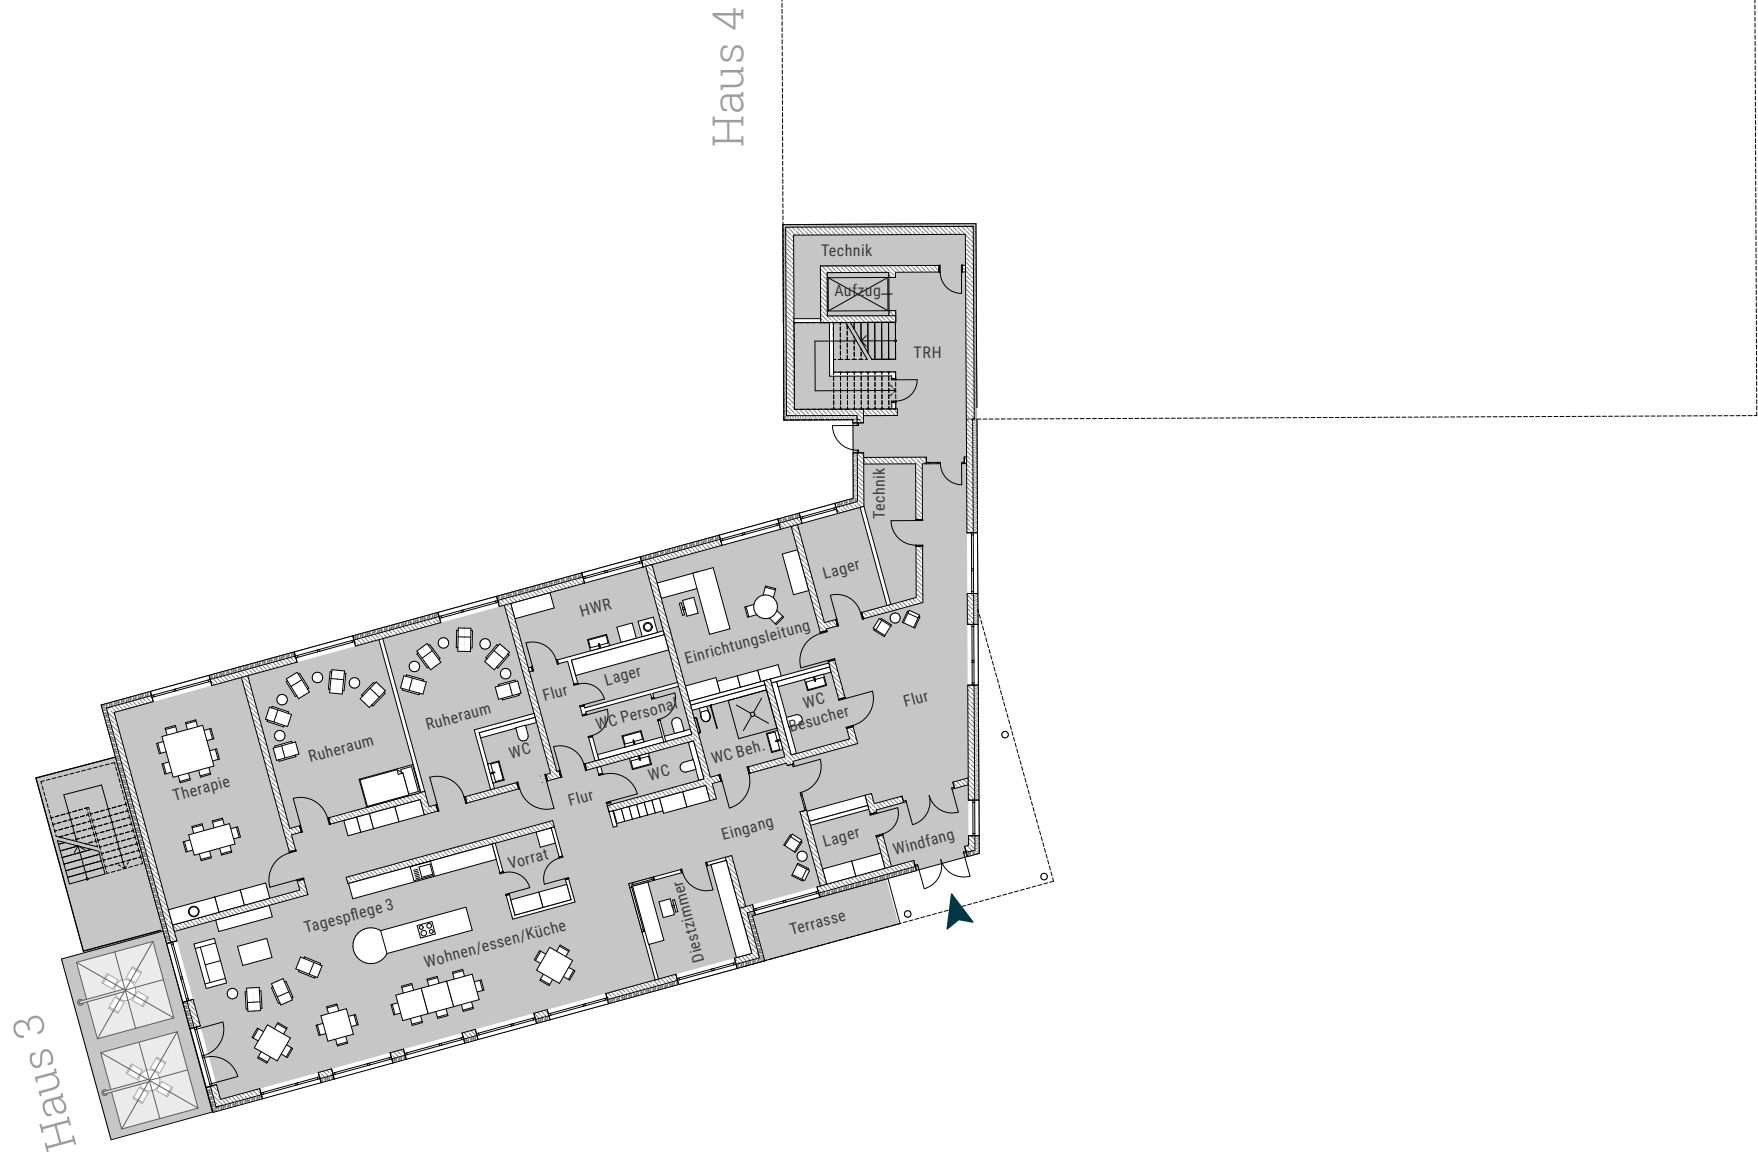 Haus 4
Technik
Aufzug
TRH
Technik
Lager
HWR
Einrichtungsleitung
Lager
Flur
WC
Besucher
Flur
Ruheraum
WC Personal
Ruheraum
WC
WC Beh.
WC
Therapie
Flur
Eingang
Lager
Windfang
Vorrat
Tagespflege 3
Wohnen/essen/Küche
Diestzimmer
Terrasse
Haus 3